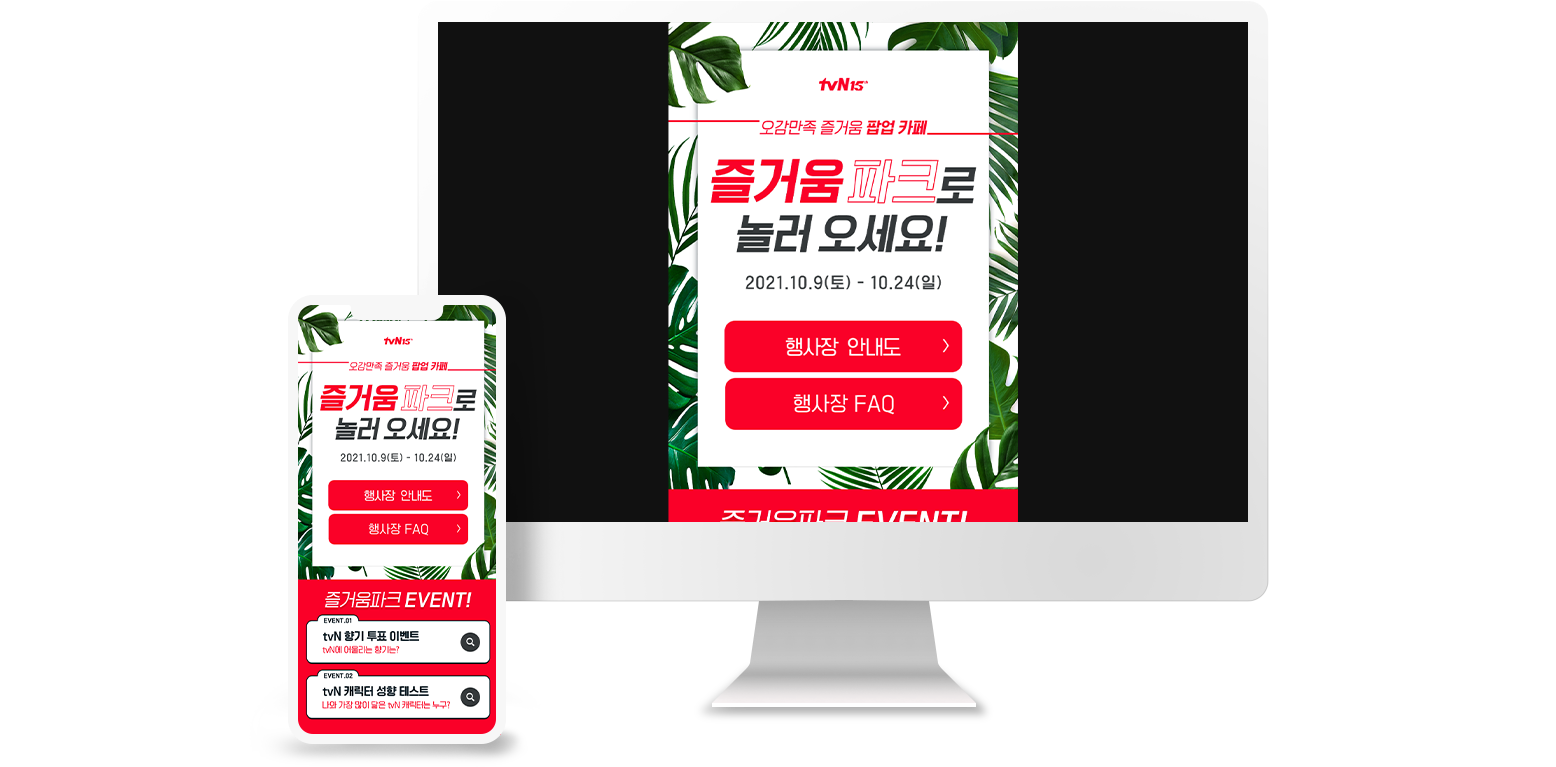 tvN15
오감만족 즐거움 팝업 카페
즐거움 파크로
놀러 오세요!
2021.10.9(토) - 10.24(일)
행사장 안내도
행사장 FAQ
즐거움파크 EVENT!
tvN15
오감만족 즐거움 팝업 카페
즐거움 파크로
놀러 오세요!
2021.10.9(토) - 10.24(일)
행사장 안내도
행사장 FAQ
즐거움파크 EVENT!
EVENT.01
tvN 향기 투표 이벤트
tvN에 어울리는 향기는?
EVENT.02
tvN 캐릭터 성향 테스트
나와 가장 많이 닮은 tvN 캐릭터는 누구?